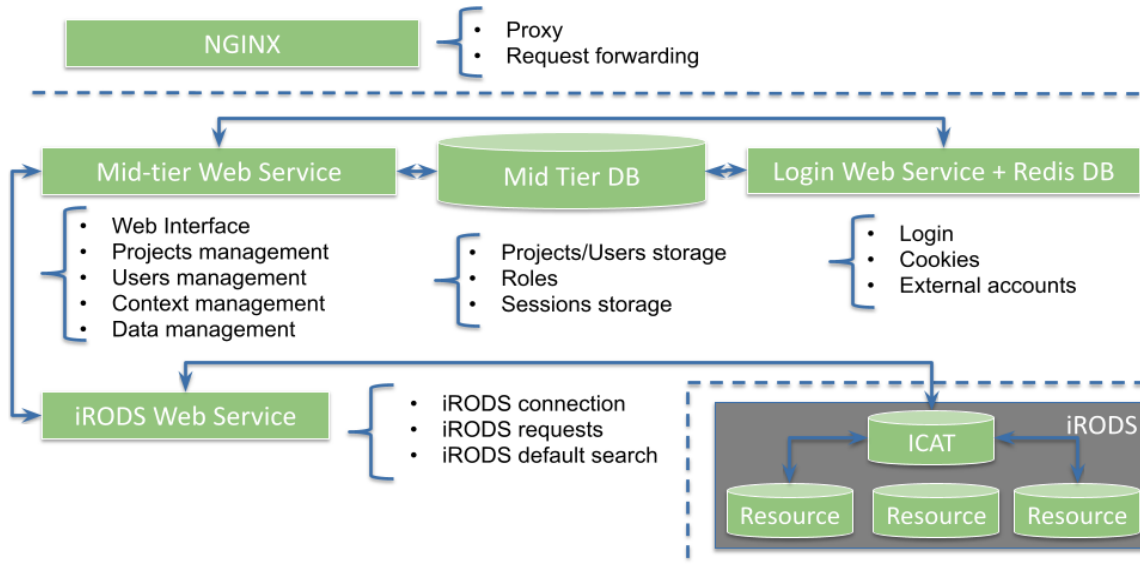 NGINX
• Proxy
• Request forwarding
Mid-tier Web Service
Mid Tier DB
Login Web Service + Redis DB
• Web Interface
• Projects management
• Users management
• Context management
• Data management
• Projects/Users storage
• Roles
• Sessions storage
• Login
• Cookies
• External accounts
iRODS Web Service
• iRODS connection
• iRODS requests
• iRODS default search
iRODS
ICAT
Resource
Resource
Resource